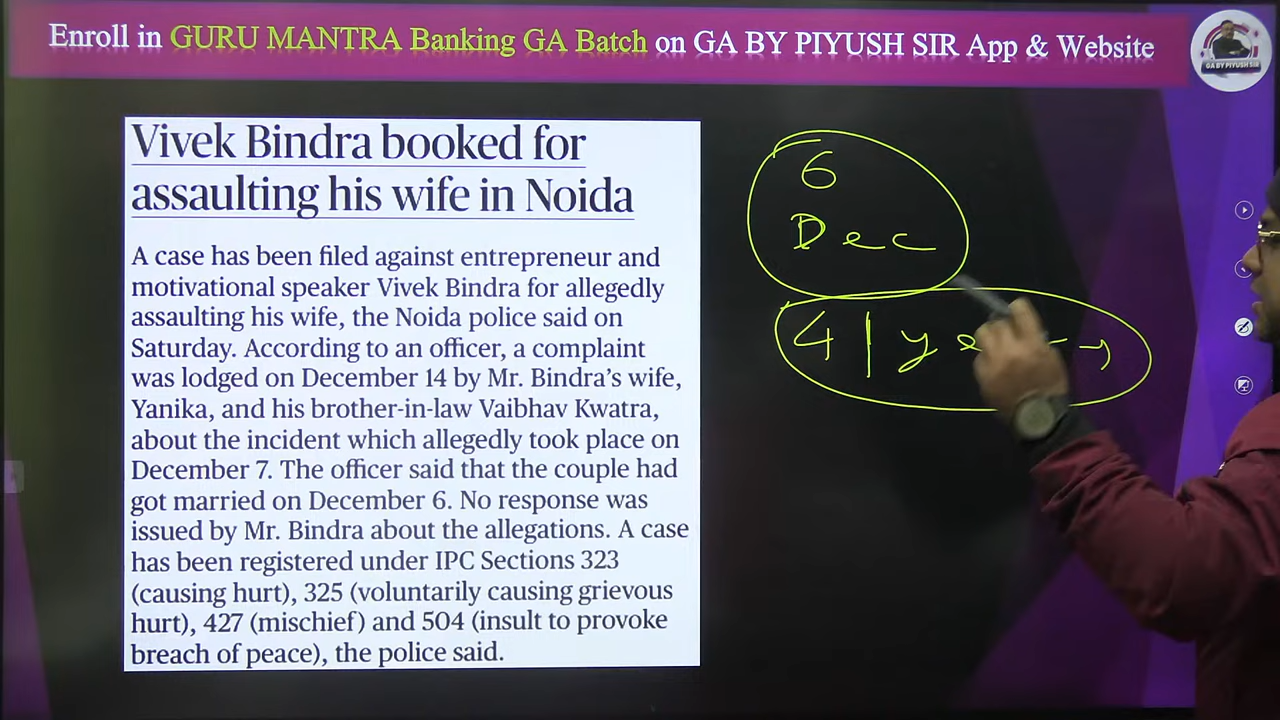 Enroll in GURU MANTRA Banking GA Batch on GA BY PIYUSH SIR App & Website
GA BY PIYUSH SIR
Vivek Bindra booked for
assaulting his wife in Noida
A case has been filed against entrepreneur and
motivational speaker Vivek Bindra for allegedly
assaulting his wife, the Noida police said on
Saturday. According to an officer, a complaint
was lodged on December 14 by Mr. Bindra’s wife,
Yanika, and his brother-in-law Vaibhav Kwatra,
about the incident which allegedly took place on
December 7. The officer said that the couple had
got married on December 6. No response was
issued by Mr. Bindra about the allegations. A case
has been registered under IPC Sections 323
(causing hurt), 325 (voluntarily causing grievous
hurt), 427 (mischief) and 504 (insult to provoke
breach of peace), the police said.
6
Dec